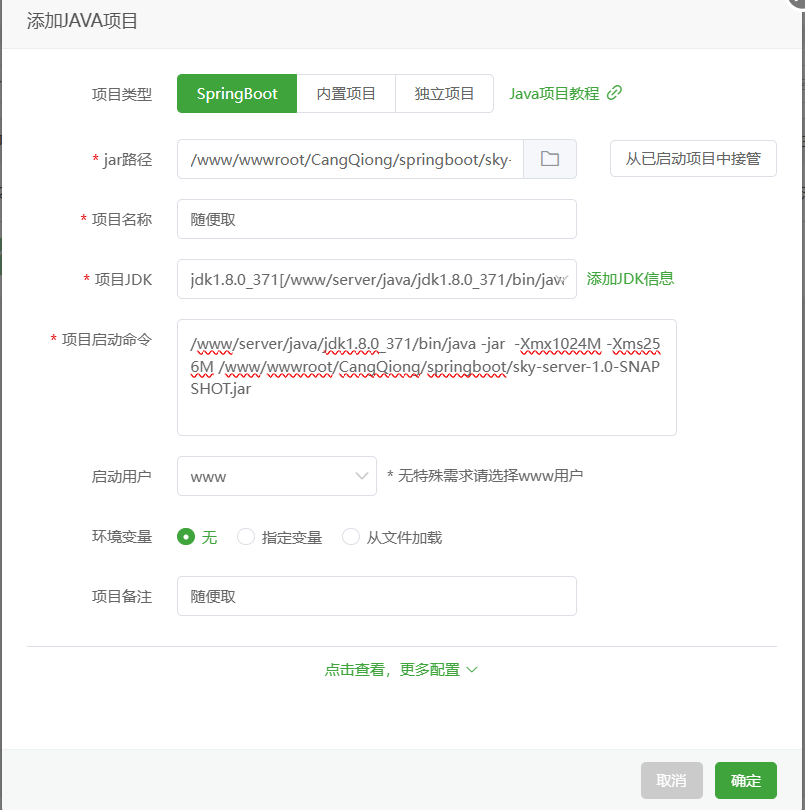 添加JAVA项目
项目类型 SpringBoot 内置项目 独立项目 Java项目教程
* jar路径 /www/wwwroot/CangQiong/springboot/sky- 从已启动项目中接管
* 项目名称 随便取
* 项目JDK jdk1.8.0_371[/www/server/java/jdk1.8.0_371/bin/jav 添加JDK信息
* 项目启动命令 /www/server/java/jdk1.8.0_371/bin/java -jar  -Xmx1024M -Xms25
6M /www/wwwroot/CangQiong/springboot/sky-server-1.0-SNAP
SHOT.jar
启动用户 www * 无特殊需求请选择www用户
环境变量 无 指定变量 从文件加载
项目备注 随便取
点击查看，更多配置
取消 确定